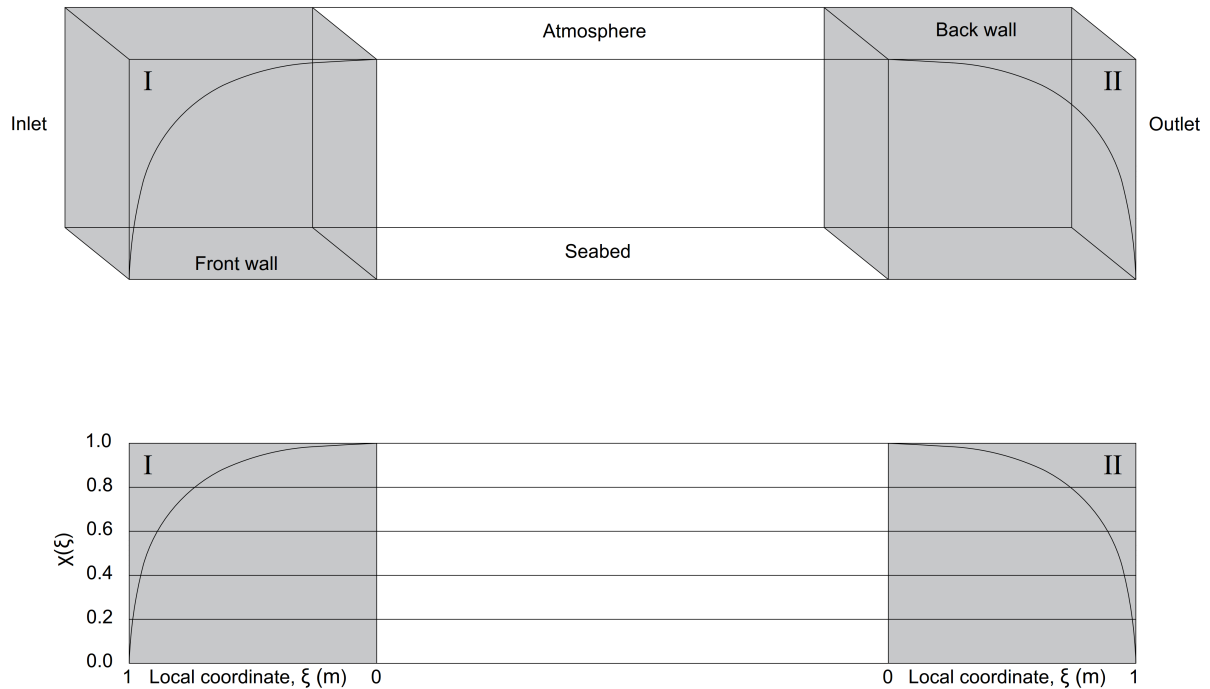 Atmosphere
Back wall
I
II
Inlet
Outlet
Front wall
Seabed
1.0
I
II
0.8
0.6
χ(ξ)
0.4
0.2
0.0
1 Local coordinate, ξ (m) 0
0 Local coordinate, ξ (m) 1